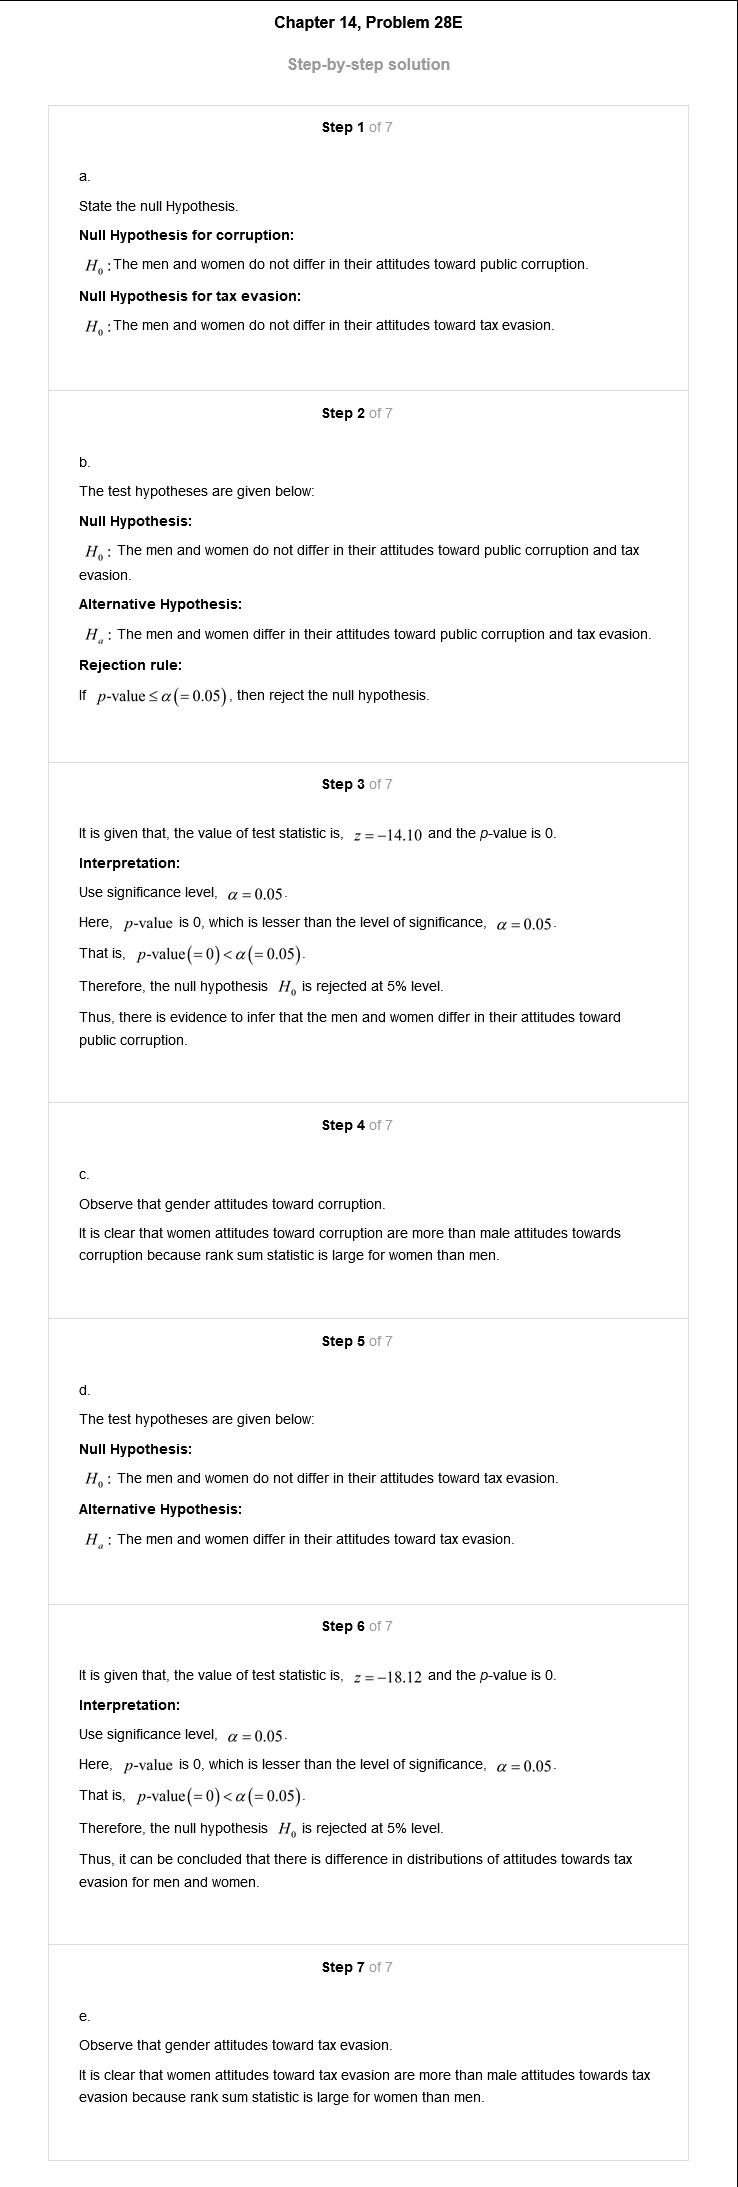 Chapter 14, Problem 28E
Step-by-step solution
Step 1 of 7
a.
State the null Hypothesis.
Null Hypothesis for corruption:
H₀ : The men and women do not differ in their attitudes toward public corruption.
Null Hypothesis for tax evasion:
H₀ : The men and women do not differ in their attitudes toward tax evasion.
Step 2 of 7
b.
The test hypotheses are given below:
Null Hypothesis:
H₀ : The men and women do not differ in their attitudes toward public corruption and tax
evasion.
Alternative Hypothesis:
Hₐ : The men and women differ in their attitudes toward public corruption and tax evasion.
Rejection rule:
If p-value ≤ α (= 0.05), then reject the null hypothesis.
Step 3 of 7
It is given that, the value of test statistic is, z = −14.10 and the p-value is 0.
Interpretation:
Use significance level, α = 0.05.
Here, p-value is 0, which is lesser than the level of significance, α = 0.05.
That is, p-value (= 0) < α (= 0.05).
Therefore, the null hypothesis H₀ is rejected at 5% level.
Thus, there is evidence to infer that the men and women differ in their attitudes toward
public corruption.
Step 4 of 7
c.
Observe that gender attitudes toward corruption.
It is clear that women attitudes toward corruption are more than male attitudes towards
corruption because rank sum statistic is large for women than men.
Step 5 of 7
d.
The test hypotheses are given below:
Null Hypothesis:
H₀ : The men and women do not differ in their attitudes toward tax evasion.
Alternative Hypothesis:
Hₐ : The men and women differ in their attitudes toward tax evasion.
Step 6 of 7
It is given that, the value of test statistic is, z = −18.12 and the p-value is 0.
Interpretation:
Use significance level, α = 0.05.
Here, p-value is 0, which is lesser than the level of significance, α = 0.05.
That is, p-value (= 0) < α (= 0.05).
Therefore, the null hypothesis H₀ is rejected at 5% level.
Thus, it can be concluded that there is difference in distributions of attitudes towards tax
evasion for men and women.
Step 7 of 7
e.
Observe that gender attitudes toward tax evasion.
It is clear that women attitudes toward tax evasion are more than male attitudes towards tax
evasion because rank sum statistic is large for women than men.